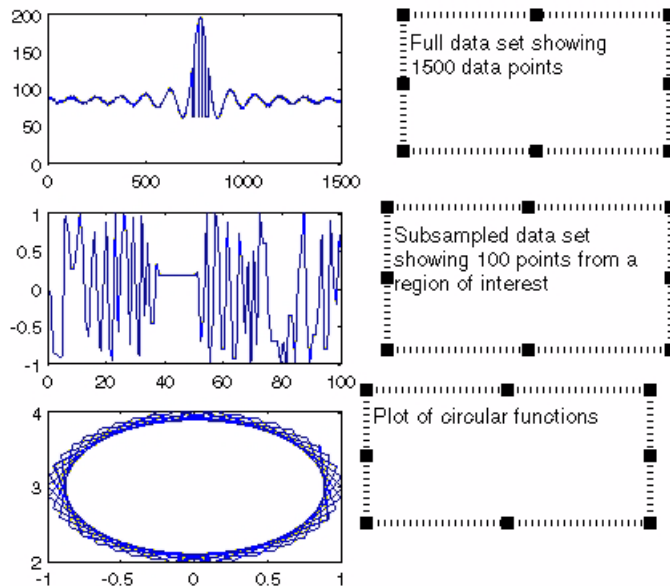 200
150
100
50
0
0 500 1000 1500
Full data set showing
1500 data points
1
0.5
0
-0.5
-1
0 20 40 60 80 100
Subsampled data set
showing 100 points from a
region of interest
4
3
2
-1 -0.5 0 0.5 1
Plot of circular functions